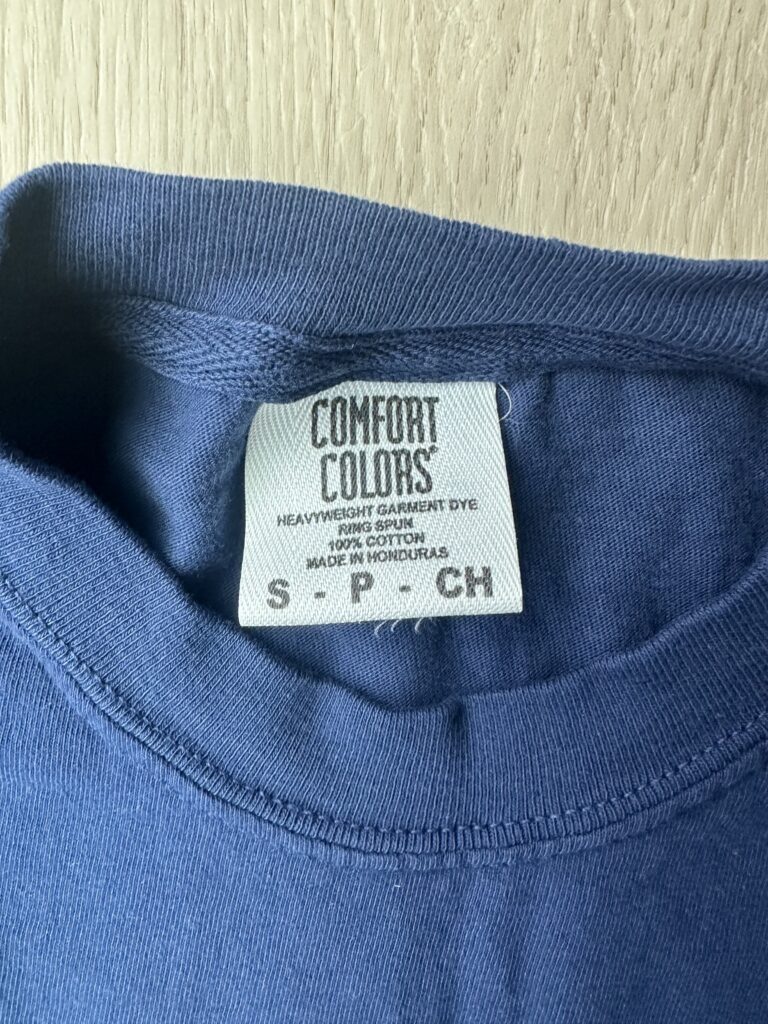 COMFORT
COLORS
HEAVYWEIGHT GARMENT DYE
RING SPUN
100% COTTON
MADE IN HONDURAS
S - P - CH